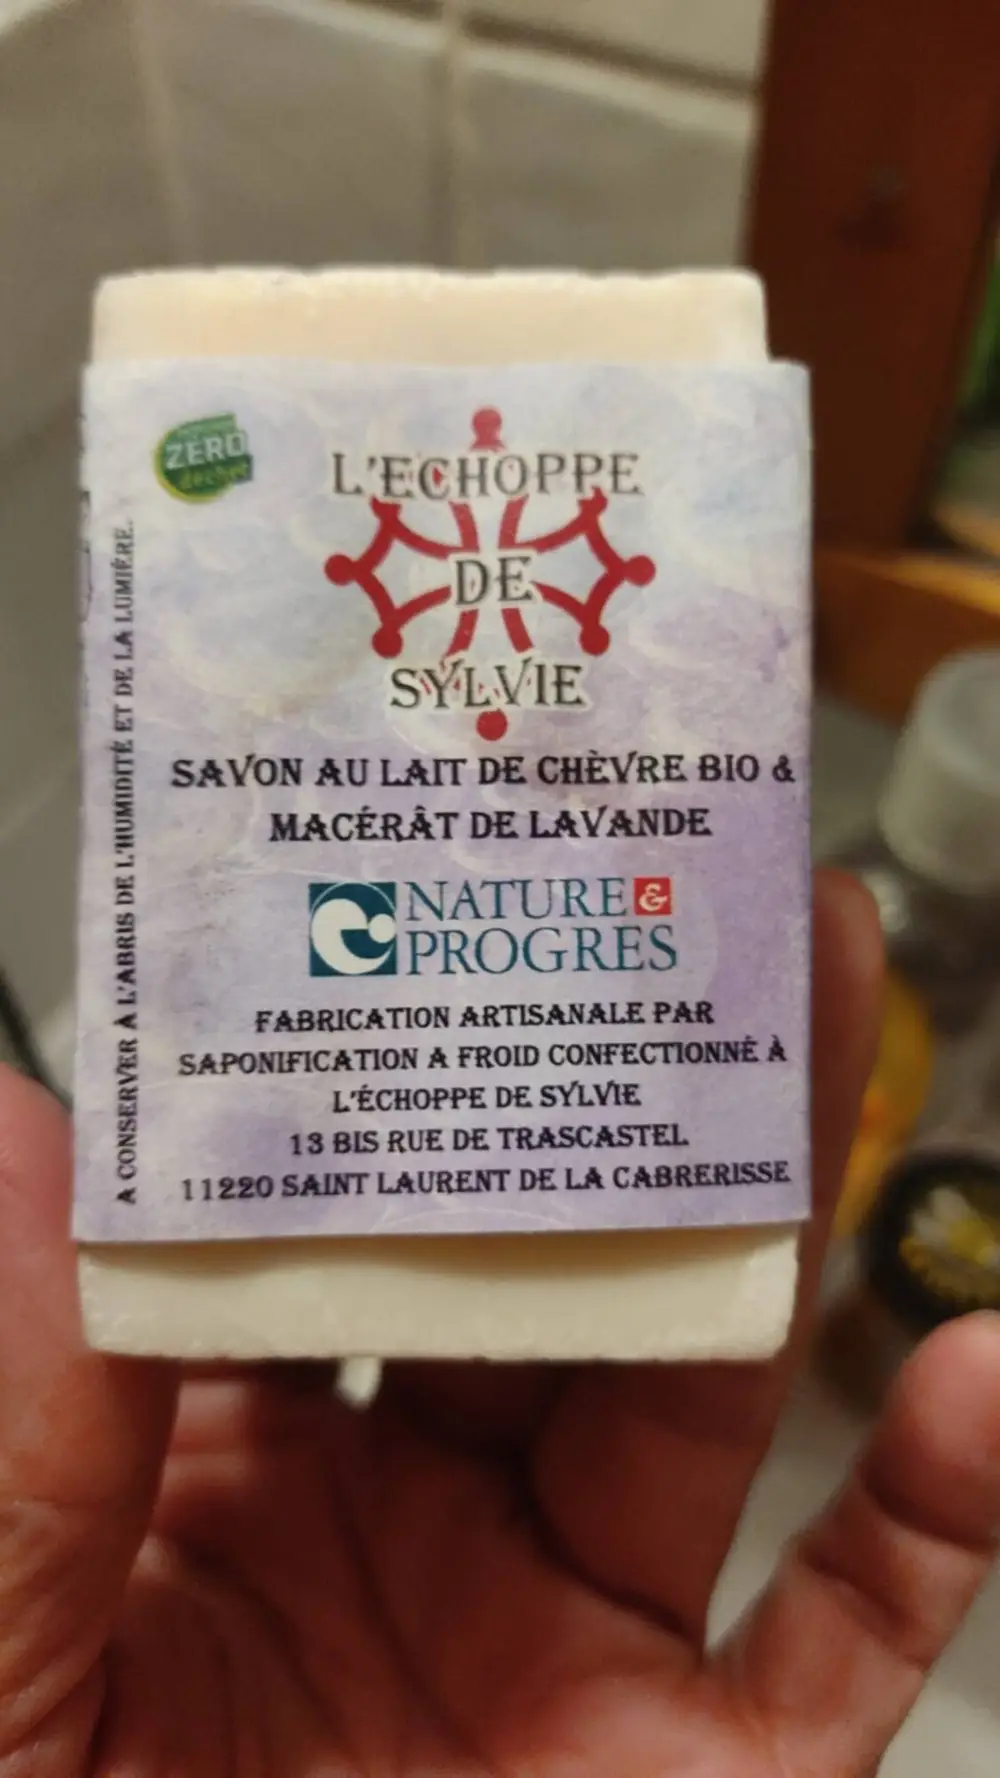 ZERO
déchet
L'ECHOPPE
DE
SYLVIE
SAVON AU LAIT DE CHÈVRE BIO &
MACÉRÂT DE LAVANDE
NATURE &
PROGRES
FABRICATION ARTISANALE PAR
SAPONIFICATION A FROID CONFECTIONNÉ À
L'ÉCHOPPE DE SYLVIE
13 BIS RUE DE TRASCASTEL
11220 SAINT LAURENT DE LA CABRERISSE
A CONSERVER À L'ABRIS DE L'HUMIDITÉ ET DE LA LUMIÈRE.